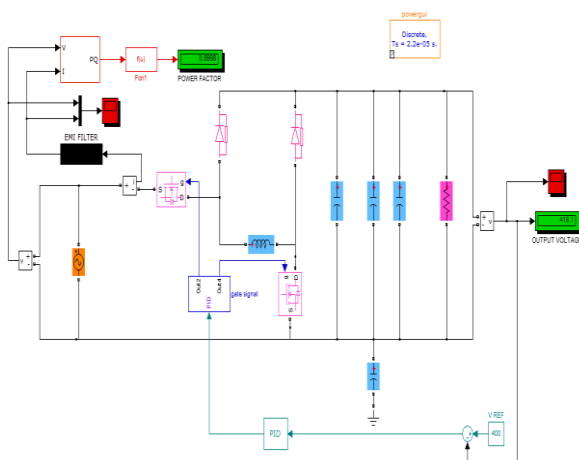 powergui
Discrete,
Ts = 2.2e-05 s.
V
I
PQ
f(u)
Fcn1
0.9998
POWER FACTOR
EMI FILTER
+
i
-
S
g
D
+
v
-
Out2
Out4
PID
gate signal
g
D
S
+
v
-
418.1
OUTPUT VOLTAGE
PID
V REF
400